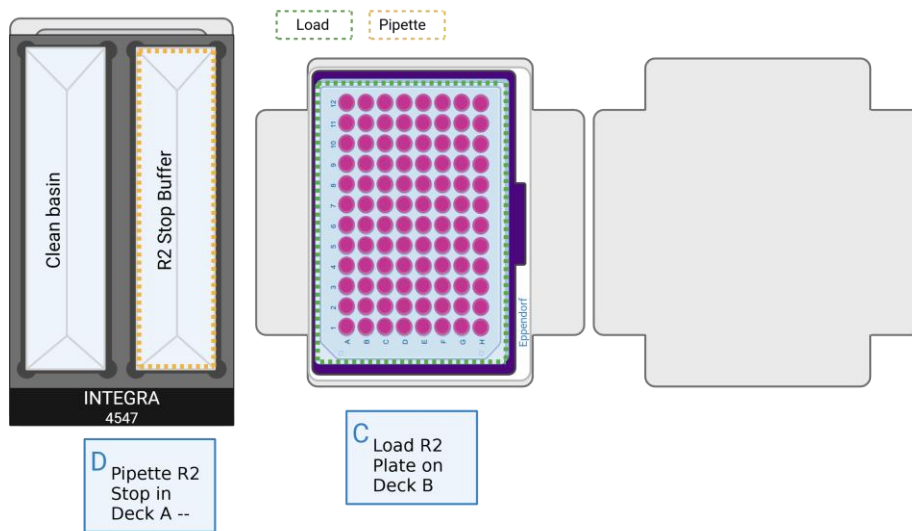 Load
Pipette
Clean basin
R2 Stop Buffer
INTEGRA
4547
12
11
10
9
8
7
6
5
4
3
2
1
A B C D E F G H
Eppendorf
D
Pipette R2
Stop in
Deck A --
C
Load R2
Plate on
Deck B